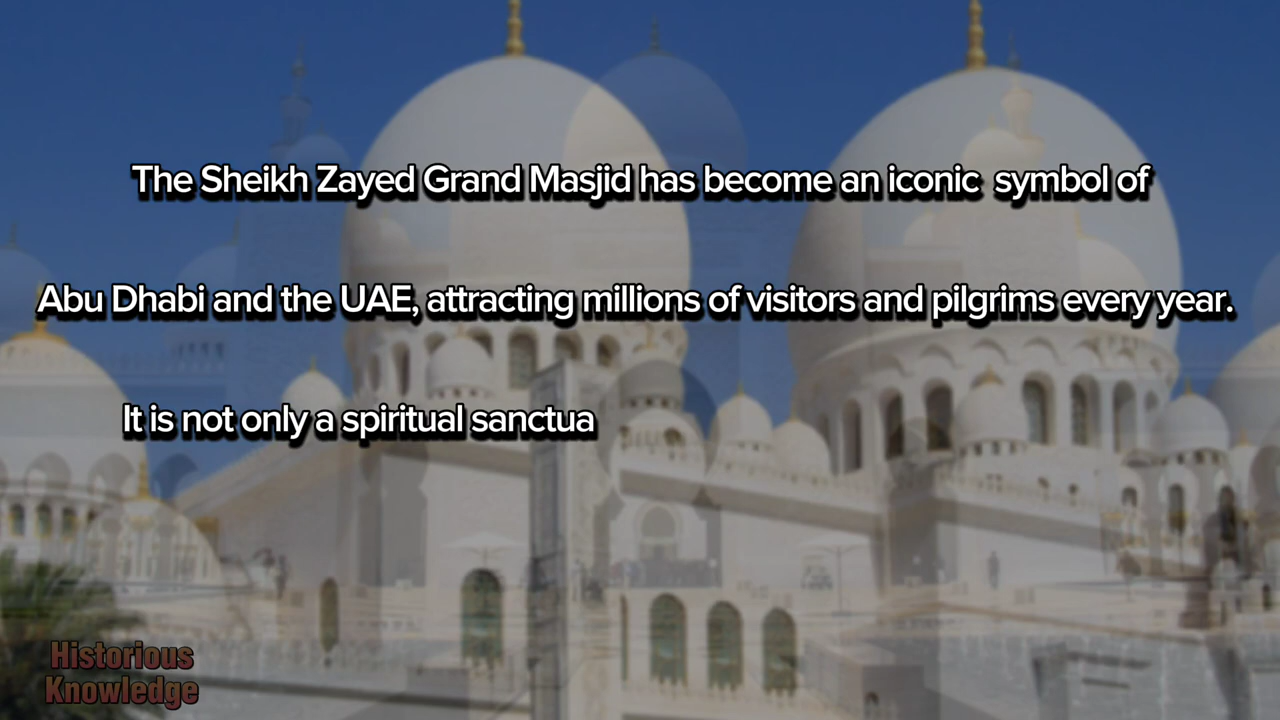 The Sheikh Zayed Grand Masjid has become an iconic  symbol of
Abu Dhabi and the UAE, attracting millions of visitors and pilgrims every year.
It is not only a spiritual sanctua
Historious
Knowledge